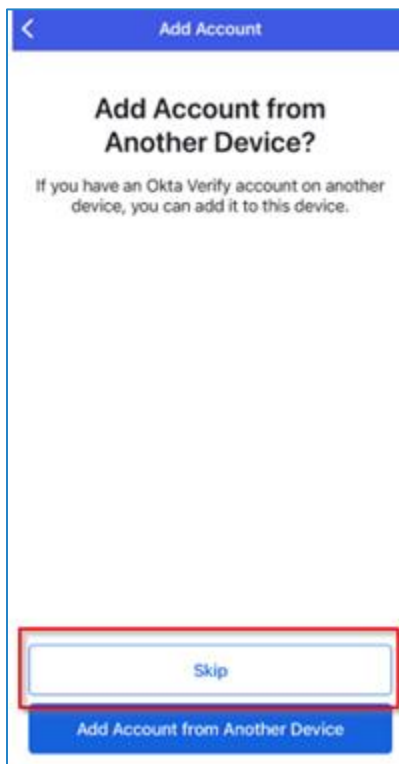 Add Account
Add Account from
Another Device?
If you have an Okta Verify account on another
device, you can add it to this device.
Skip
Add Account from Another Device